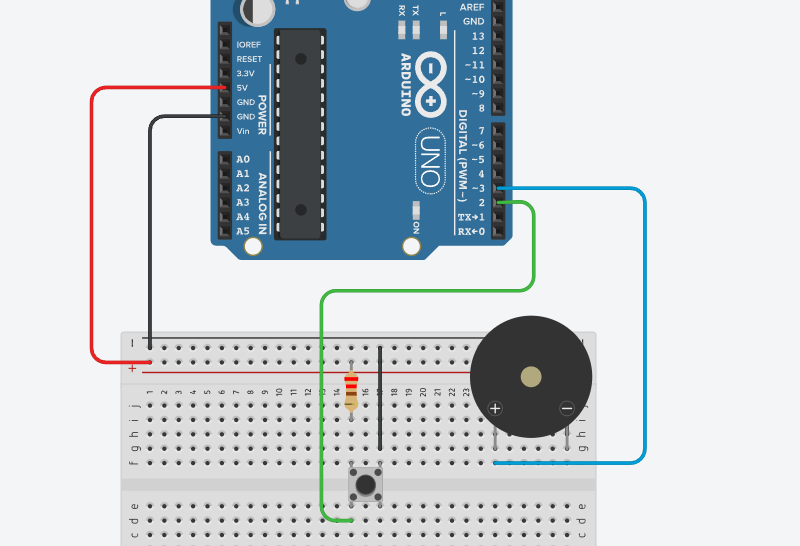 RX
TX
L
AREF
GND
13
12
~11
~10
~9
8
7
~6
~5
4
~3
2
TX→1
RX←0
DIGITAL (PWM~)
IOREF
RESET
3.3V
5V
GND
GND
Vin
POWER
A0
A1
A2
A3
A4
A5
ANALOG IN
ARDUINO
UNO
ON
1 2 3 4 5 6 7 8 9 10 11 12 13 14 16 18 19 20 21 22 23
j
i
h
g
f
e
d
c
j
i
h
g
f
e
d
c